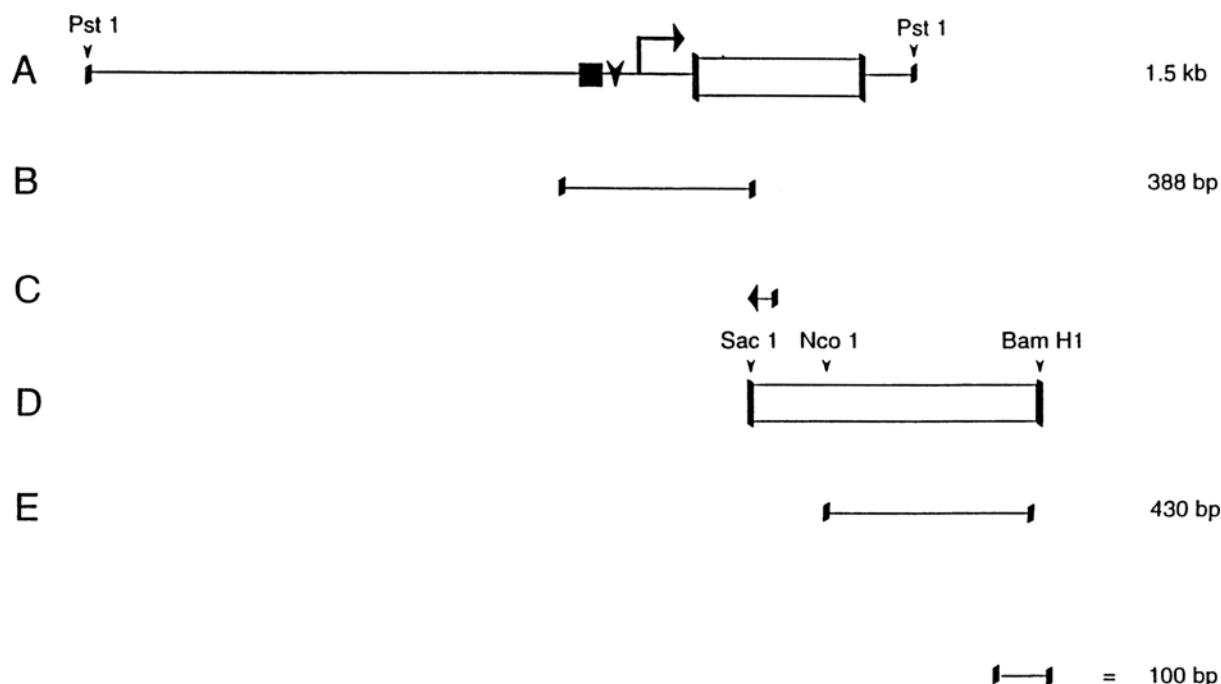 Pst 1 Pst 1
A 1.5 kb
B 388 bp
C
Sac 1 Nco 1 Bam H1
D
E 430 bp
= 100 bp